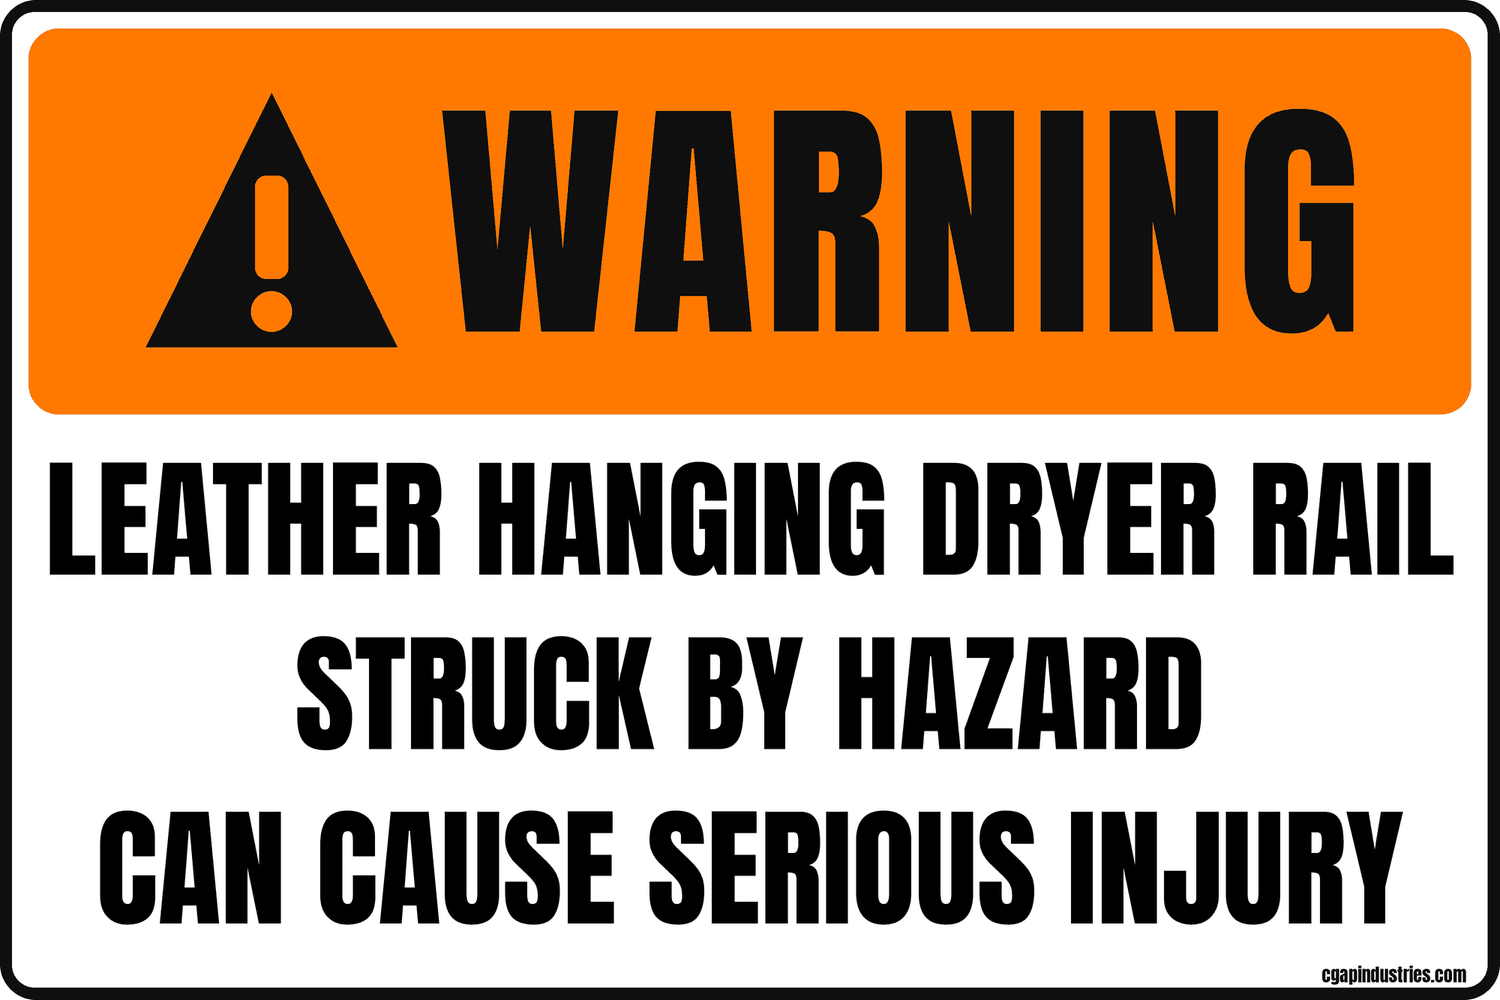 WARNING
LEATHER HANGING DRYER RAIL
STRUCK BY HAZARD
CAN CAUSE SERIOUS INJURY
cgapindustries.com